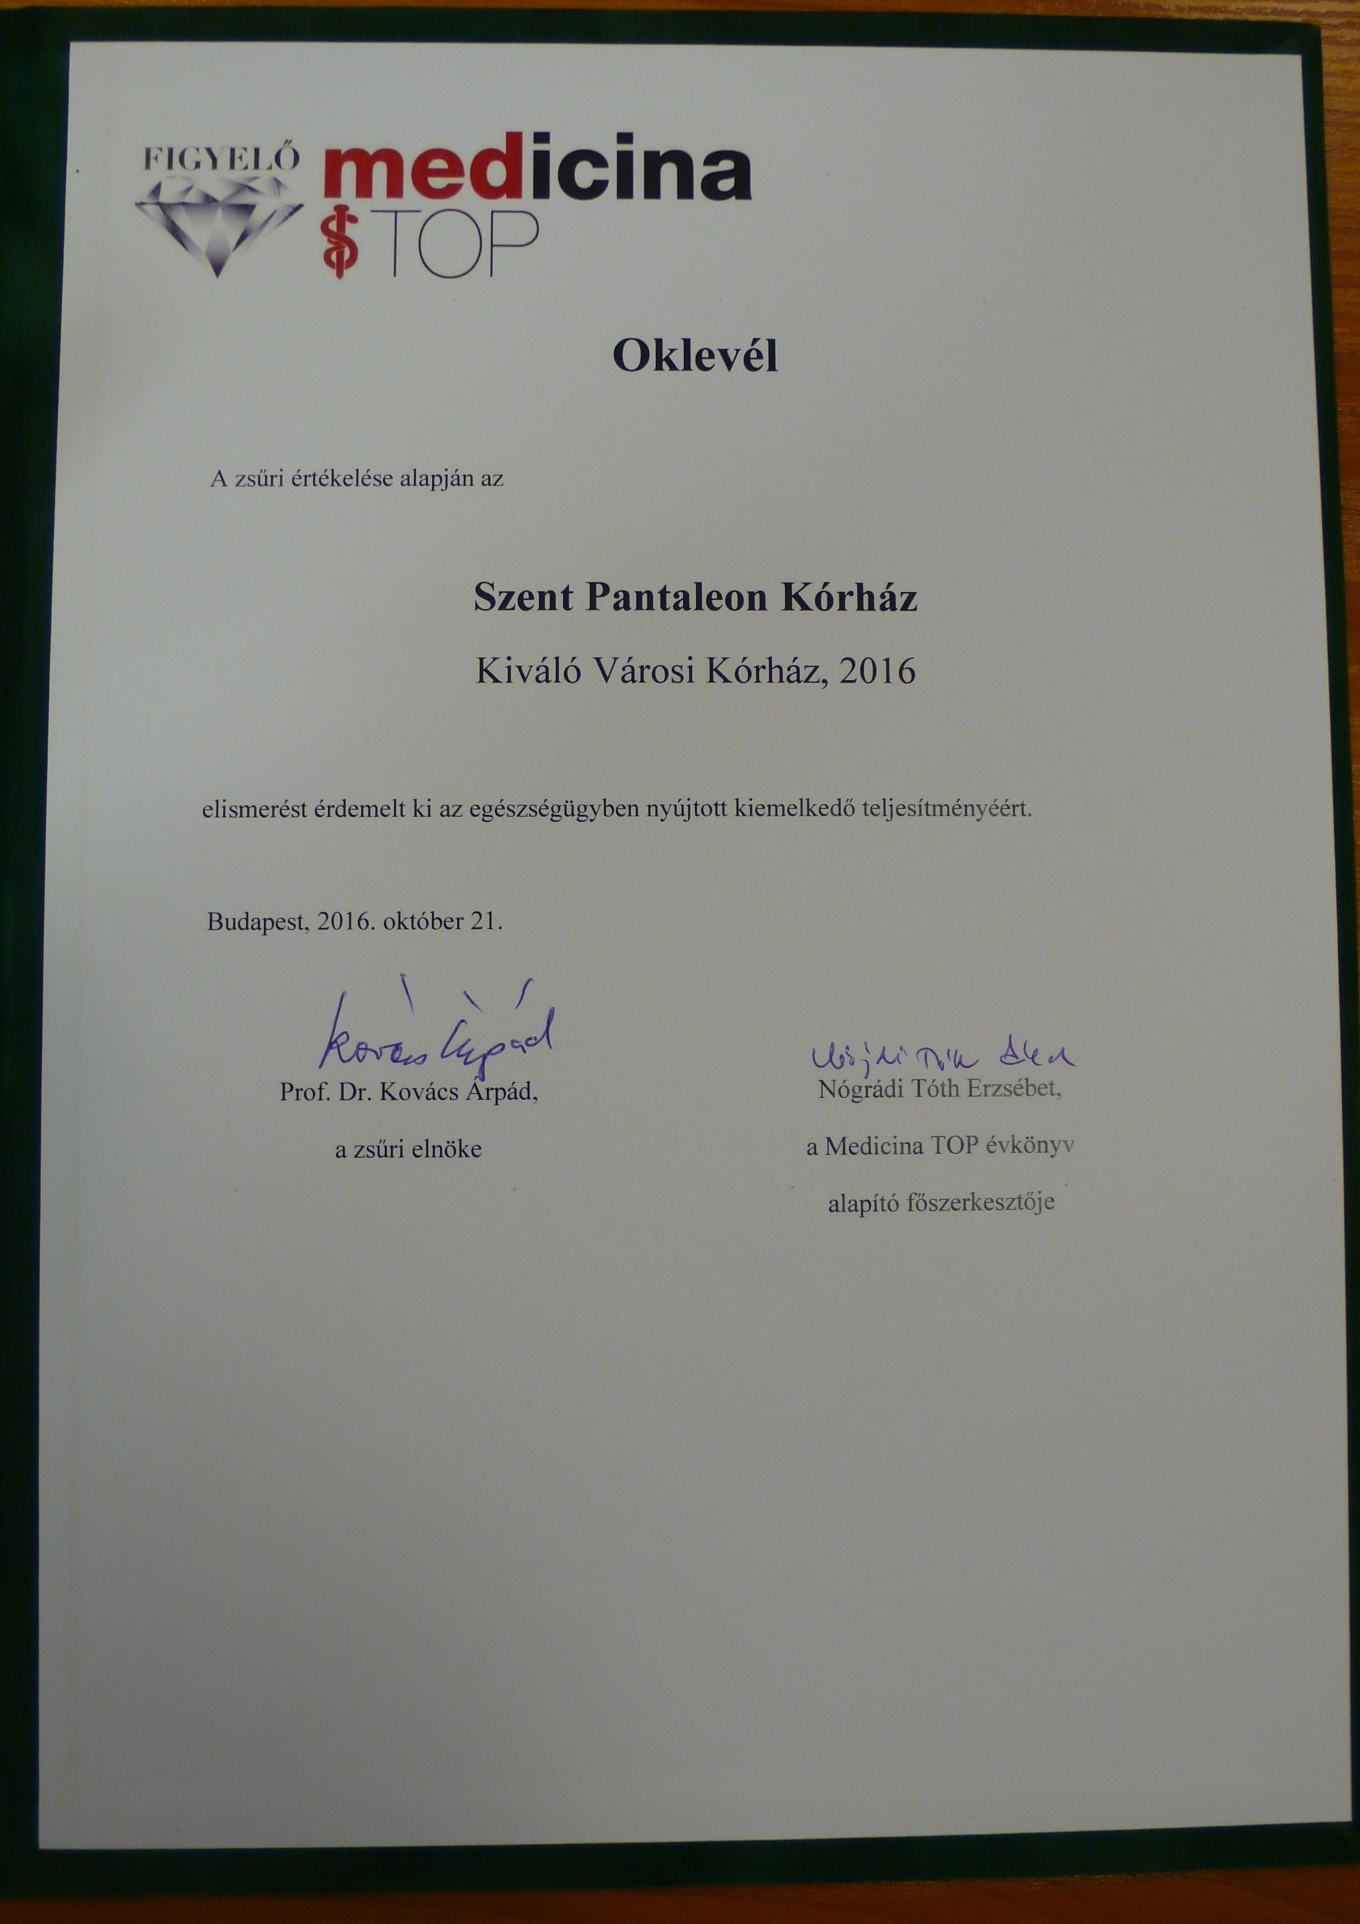 FIGYELŐ
medicina
TOP
Oklevél
A zsűri értékelése alapján az
Szent Pantaleon Kórház
Kiváló Városi Kórház, 2016
elismerést érdemelt ki az egészségügyben nyújtott kiemelkedő teljesítményéért.
Budapest, 2016. október 21.
Kovács Árpád
Prof. Dr. Kovács Árpád,
a zsűri elnöke
Nógrádi Tóth Erzsébet,
a Medicina TOP évkönyv
alapító főszerkesztője